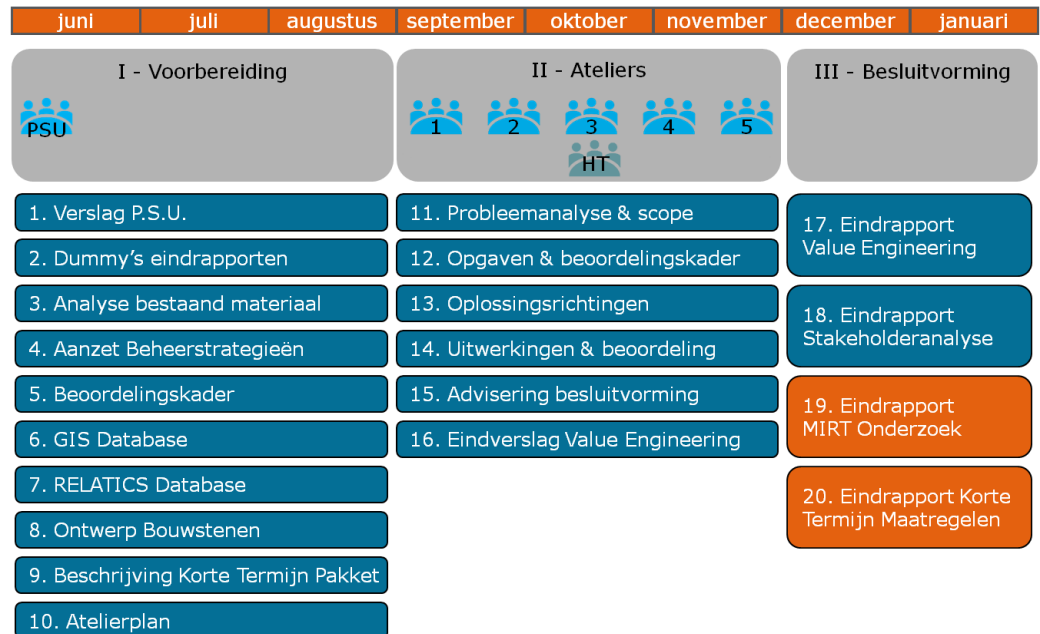 juni juli augustus september oktober november december januari
I - Voorbereiding
PSU
II - Ateliers
1 2 3 4 5
HT
III - Besluitvorming
1. Verslag P.S.U.
2. Dummy's eindrapporten
3. Analyse bestaand materiaal
4. Aanzet Beheerstrategieën
5. Beoordelingskader
6. GIS Database
7. RELATICS Database
8. Ontwerp Bouwstenen
9. Beschrijving Korte Termijn Pakket
10. Atelierplan
11. Probleemanalyse & scope
12. Opgaven & beoordelingskader
13. Oplossingsrichtingen
14. Uitwerkingen & beoordeling
15. Advisering besluitvorming
16. Eindverslag Value Engineering
17. Eindrapport
Value Engineering
18. Eindrapport
Stakeholderanalyse
19. Eindrapport
MIRT Onderzoek
20. Eindrapport Korte
Termijn Maatregelen